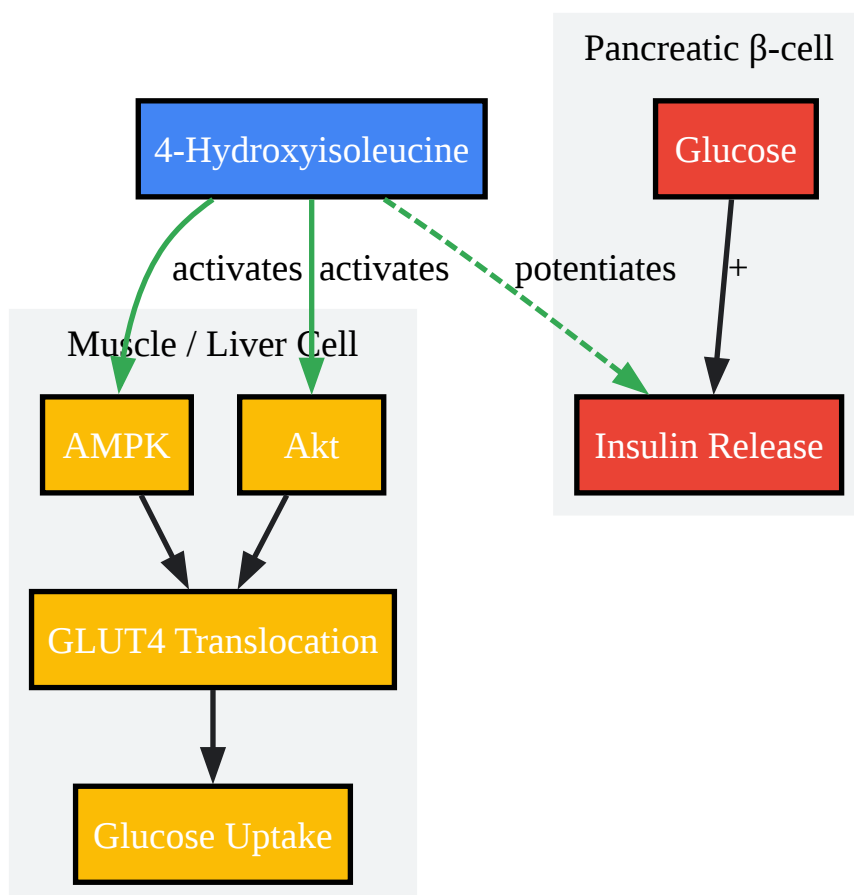 Pancreatic β-cell
4-Hydroxyisoleucine
Glucose
activates
activates
potentiates
+
Muscle / Liver Cell
AMPK
Akt
Insulin Release
GLUT4 Translocation
Glucose Uptake